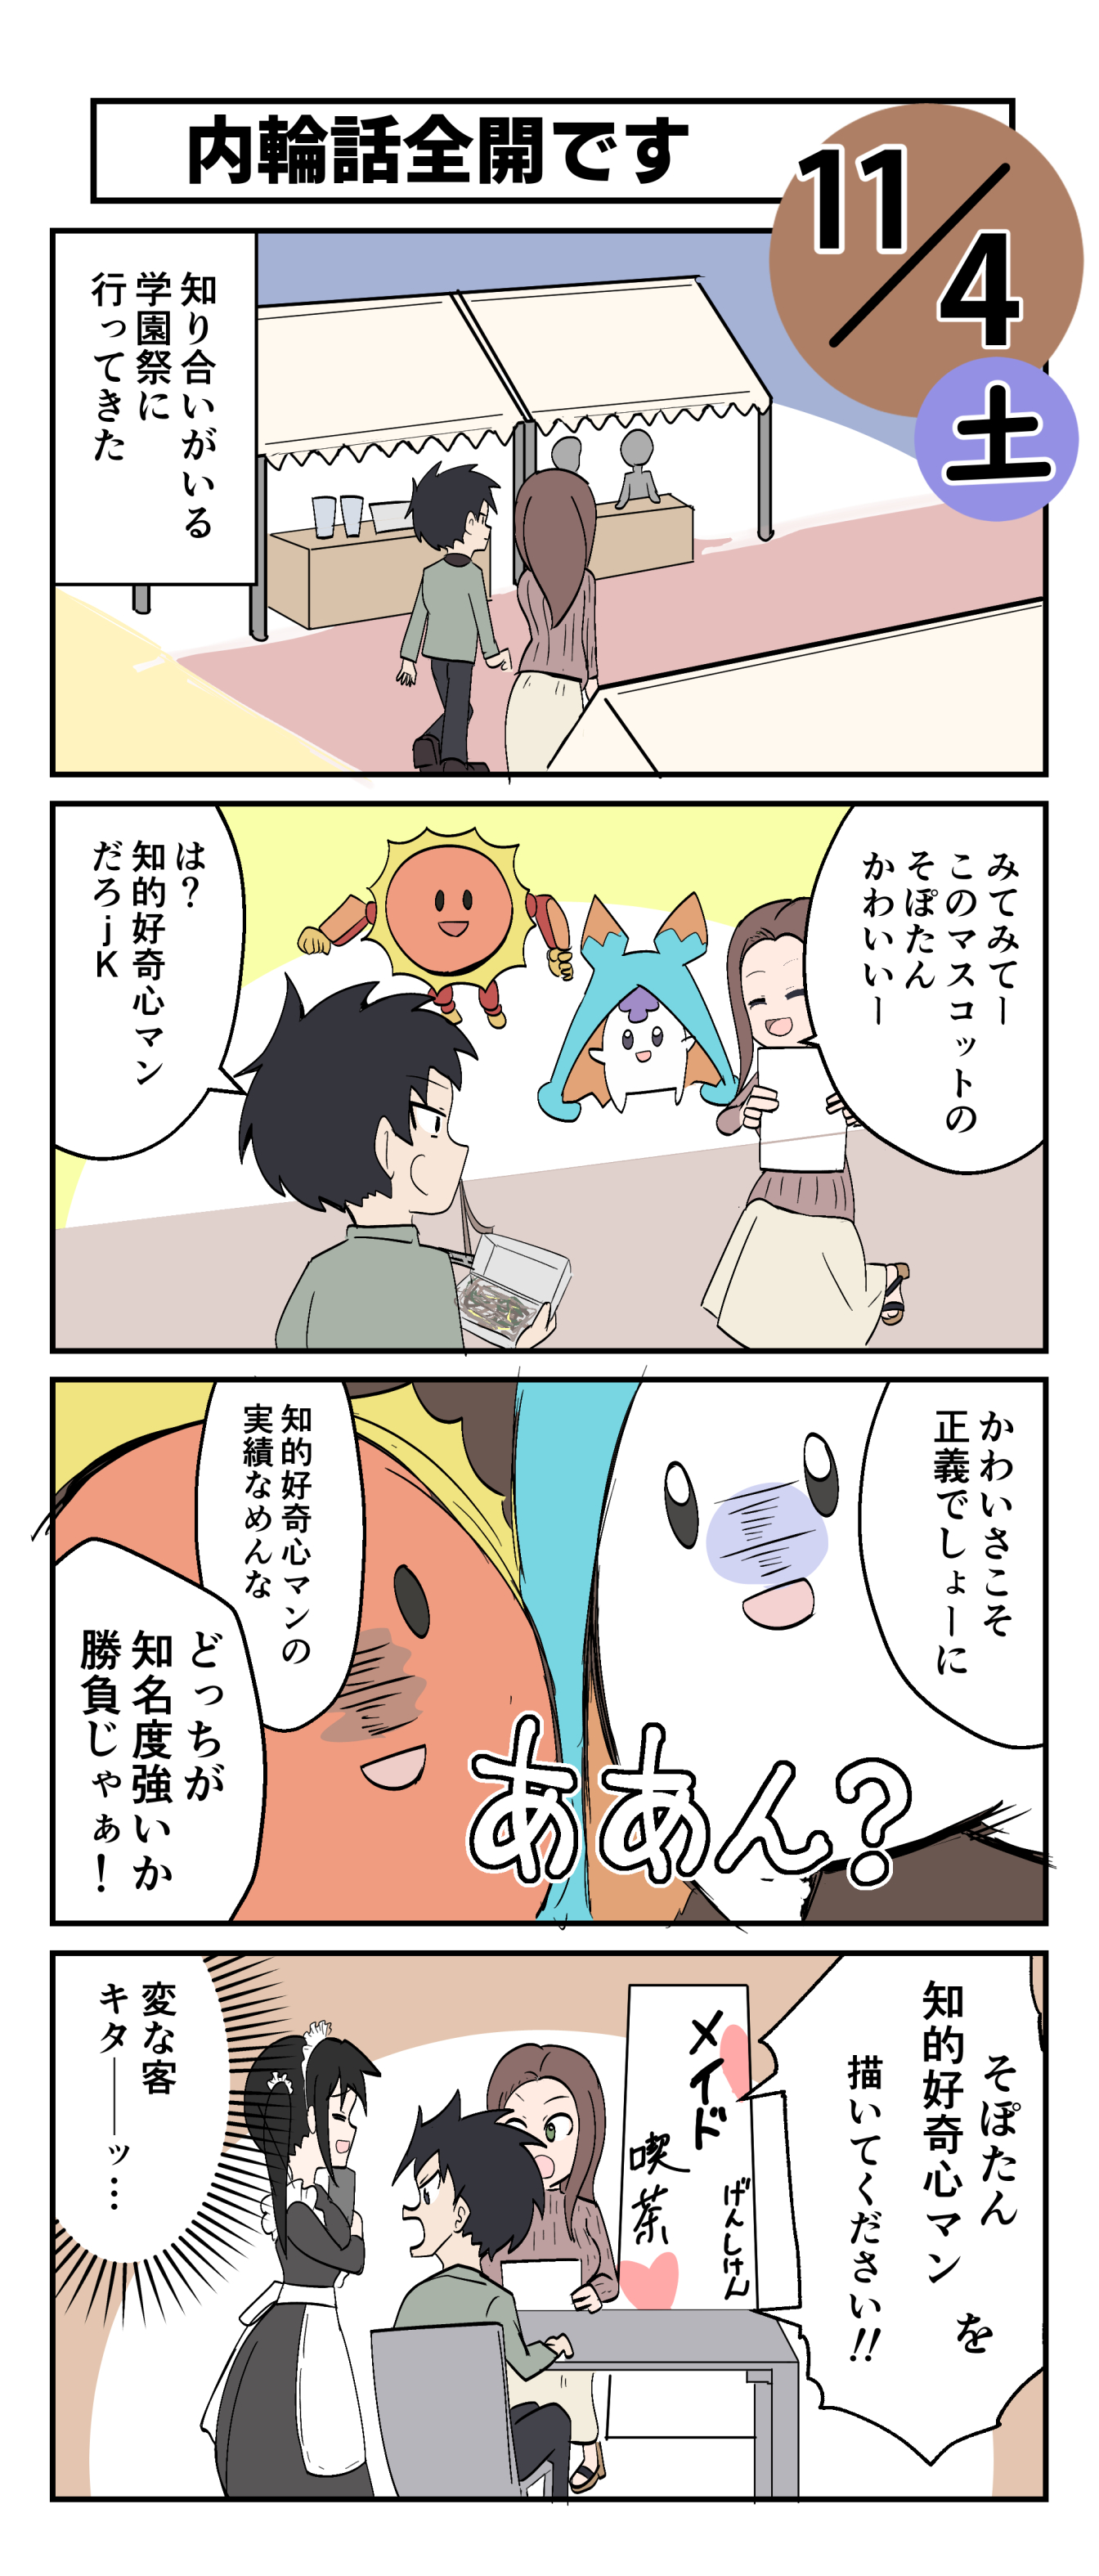 内輪話全開です
11/4
土
知り合いがいる
学園祭に
行ってきた
みてみてー
このマスコットの
そぽたん
かわいいー
は?
知的好奇心マン
だろjK
かわいさこそ
正義でしょーに
知的好奇心マンの
実績なめんな
どっちが
知名度強いか
勝負じゃぁ!
ああん?
そぽたん
知的好奇心マン
を
描いてください!!
メイド
喫茶
げんしけん
変な客
キタ――ッ…